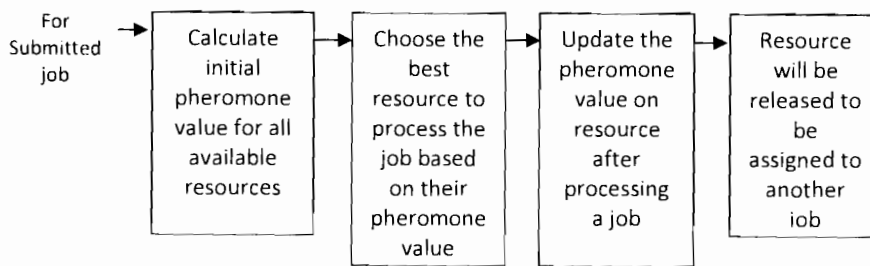 For
Submitted
job
Calculate
initial
pheromone
value for all
available
resources
Choose the
best
resource to
process the
job based
on their
pheromone
value
Update the
pheromone
value on
resource
after
processing
a job
Resource
will be
released to
be
assigned to
another
iob